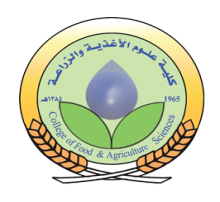 كلية علوم الأغذية والزراعة
١٣٨٥هـ
1965
College of Food & Agriculture Sciences